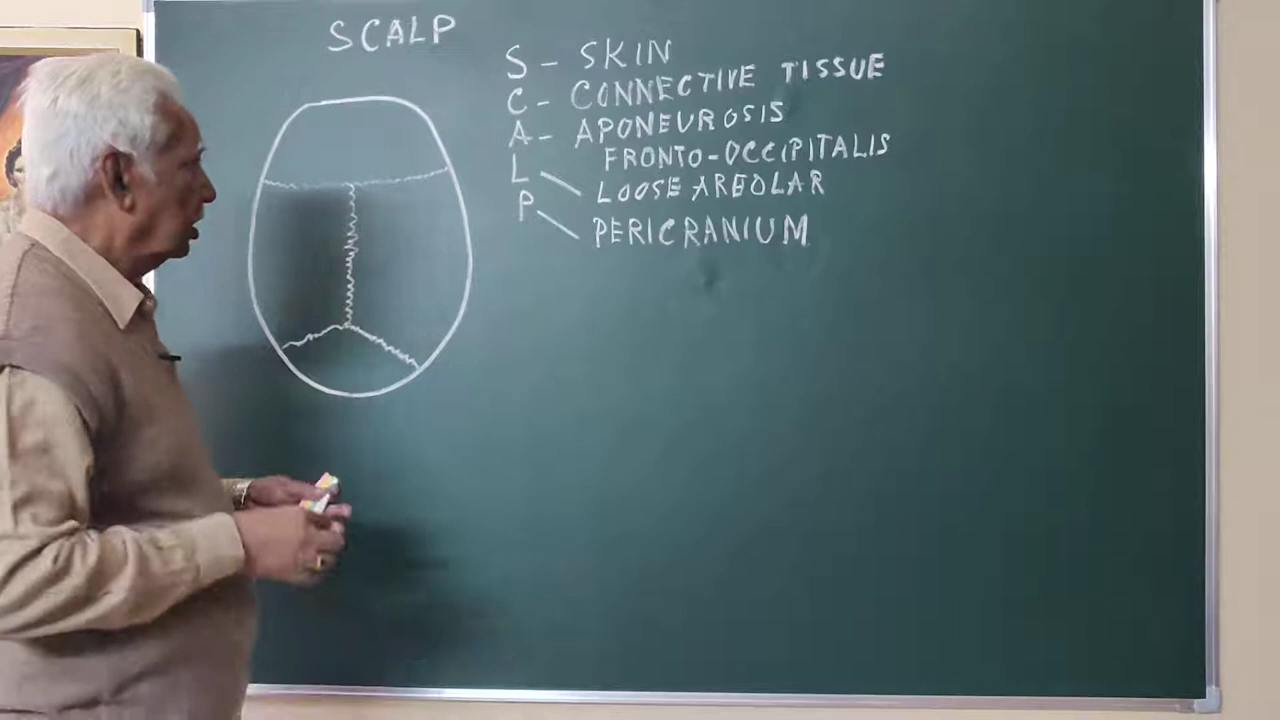 SCALP
S - SKIN
C - CONNECTIVE TISSUE
A - APONEUROSIS
FRONTO-OCCIPITALIS
L LOOSE AREOLAR
P PERICRANIUM